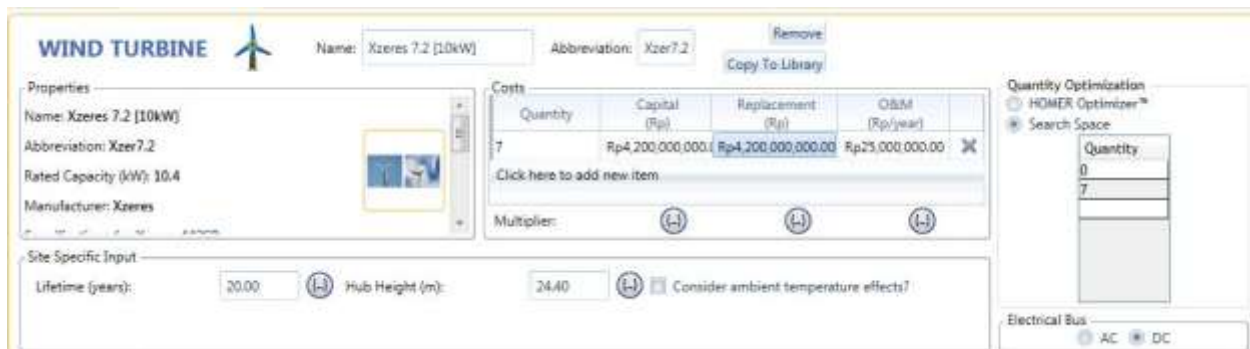 WIND TURBINE
Name: Xzeres 7.2 [10kW]
Abbreviation: Xzer7.2
Remove
Copy To Library
Properties
Name: Xzeres 7.2 [10kW]
Abbreviation: Xzer7.2
Rated Capacity (kW): 10.4
Manufacturer: Xzeres
Costs
Quantity Capital (Rp) Replacement (Rp) O&M (Rp/year)
7 Rp4,200,000,000.( Rp4,200,000,000.00 Rp25,000,000.00
Click here to add new item
Multiplier: (..) (..) (..)
Quantity Optimization
HOMER Optimizer™
Search Space
Quantity
0
7
Site Specific Input
Lifetime (years): 20.00 (..) Hub Height (m): 24.40 (..) Consider ambient temperature effects?
Electrical Bus
AC DC